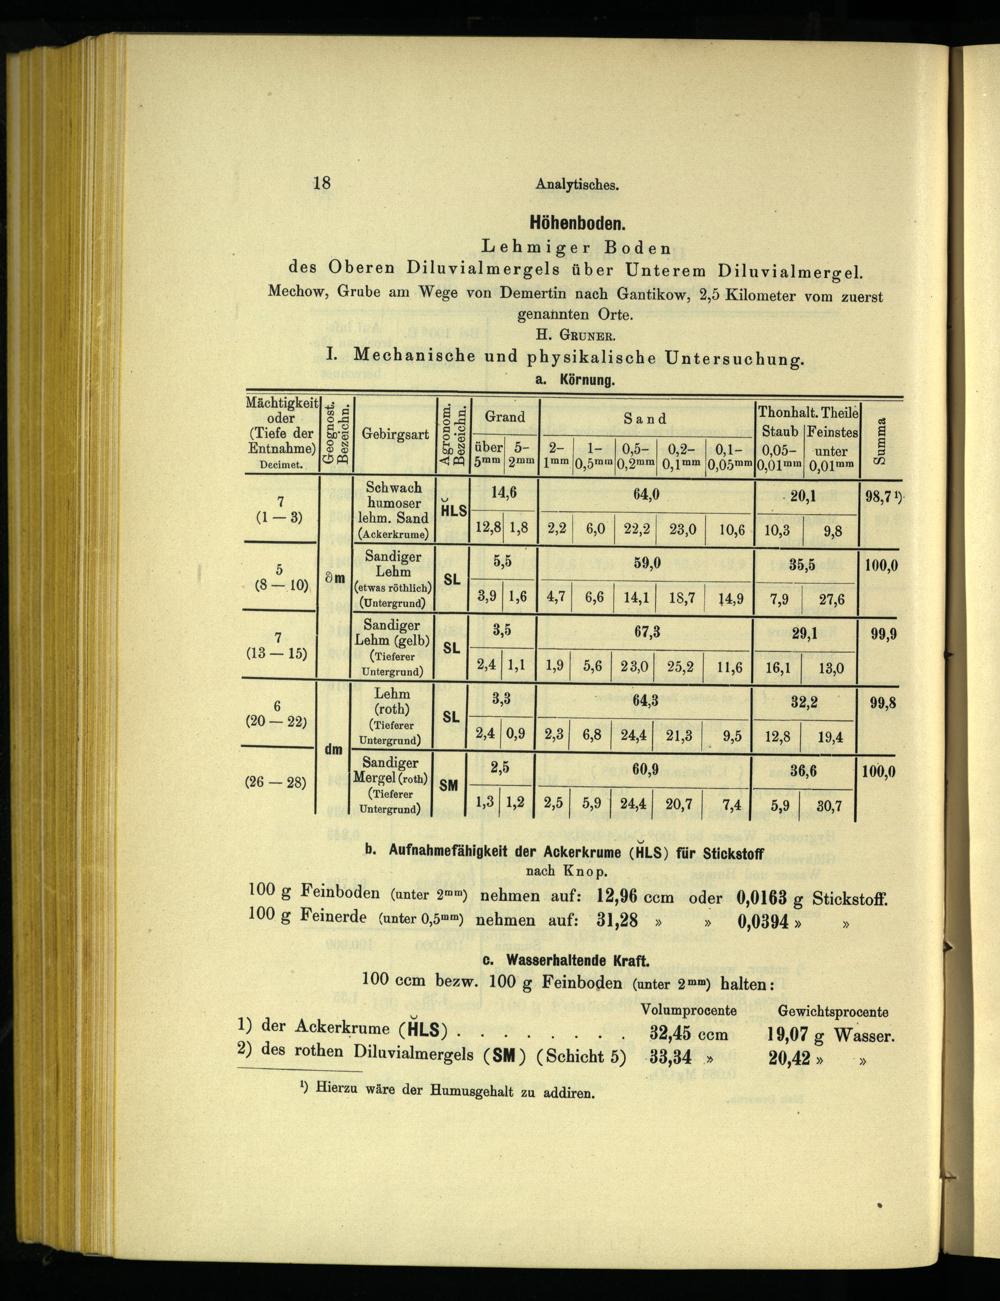 18
Analytisches.
Höhenboden.
Lehmiger Boden
des Oberen Diluvialmergels über Unterem Diluvialmergel.
Mechow, Grube am Wege von Demertin nach Gantikow, 2,5 Kilometer vom zuerst
genannten Orte.
H. GRUNER.
I. Mechanische und physikalische Untersuchung.
a. Körnung.
Mächtigkeit oder (Tiefe der Entnahme) Decimet. | Geognost. Bezeichn. | Gebirgsart | Agronom. Bezeichn. | Grand | Sand | Thonhalt. Theile | Summa
Staub | Feinstes
über 5mm | 5–2mm | 2–1mm | 1–0,5mm | 0,5–0,2mm | 0,2–0,1mm | 0,1–0,05mm | 0,05–0,01mm | unter 0,01mm
7 (1 — 3) | ∂m | Schwach humoser lehm. Sand (Ackerkrume) | H̆LS | 14,6 | 64,0 | 20,1 | 98,7 ¹)
12,8 | 1,8 | 2,2 | 6,0 | 22,2 | 23,0 | 10,6 | 10,3 | 9,8
5 (8 — 10) | Sandiger Lehm (etwas röthlich) (Untergrund) | SL | 5,5 | 59,0 | 35,5 | 100,0
3,9 | 1,6 | 4,7 | 6,6 | 14,1 | 18,7 | 14,9 | 7,9 | 27,6
7 (13 — 15) | Sandiger Lehm (gelb) (Tieferer Untergrund) | SL | 3,5 | 67,3 | 29,1 | 99,9
2,4 | 1,1 | 1,9 | 5,6 | 23,0 | 25,2 | 11,6 | 16,1 | 13,0
6 (20 — 22) | dm | Lehm (roth) (Tieferer Untergrund) | SL | 3,3 | 64,3 | 32,2 | 99,8
2,4 | 0,9 | 2,3 | 6,8 | 24,4 | 21,3 | 9,5 | 12,8 | 19,4
(26 — 28) | Sandiger Mergel (roth) (Tieferer Untergrund) | SM | 2,5 | 60,9 | 36,6 | 100,0
1,3 | 1,2 | 2,5 | 5,9 | 24,4 | 20,7 | 7,4 | 5,9 | 30,7
b. Aufnahmefähigkeit der Ackerkrume (H̆LS) für Stickstoff
nach Knop.
100 g Feinboden (unter 2mm) nehmen auf: 12,96 ccm oder 0,0163 g Stickstoff.
100 g Feinerde (unter 0,5mm) nehmen auf: 31,28 » » 0,0394 » »
c. Wasserhaltende Kraft.
100 ccm bezw. 100 g Feinboden (unter 2mm) halten:
Volumprocente Gewichtsprocente
1) der Ackerkrume (H̆LS) . . . . . . . . 32,45 ccm 19,07 g Wasser.
2) des rothen Diluvialmergels (SM) (Schicht 5) 33,34 » 20,42 » »
¹) Hierzu wäre der Humusgehalt zu addiren.